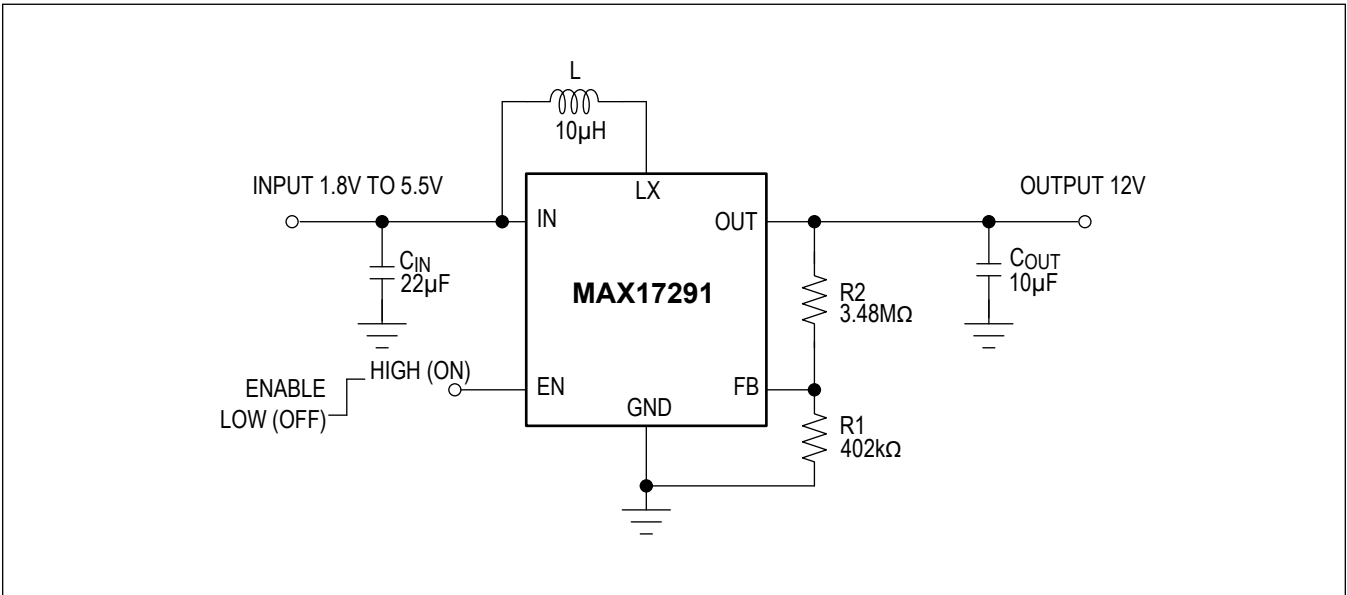 L
10µH
INPUT 1.8V TO 5.5V
LX
OUTPUT 12V
IN
OUT
CIN
22µF
MAX17291
R2
3.48MΩ
COUT
10µF
HIGH (ON)
ENABLE
LOW (OFF)
EN
FB
GND
R1
402kΩ